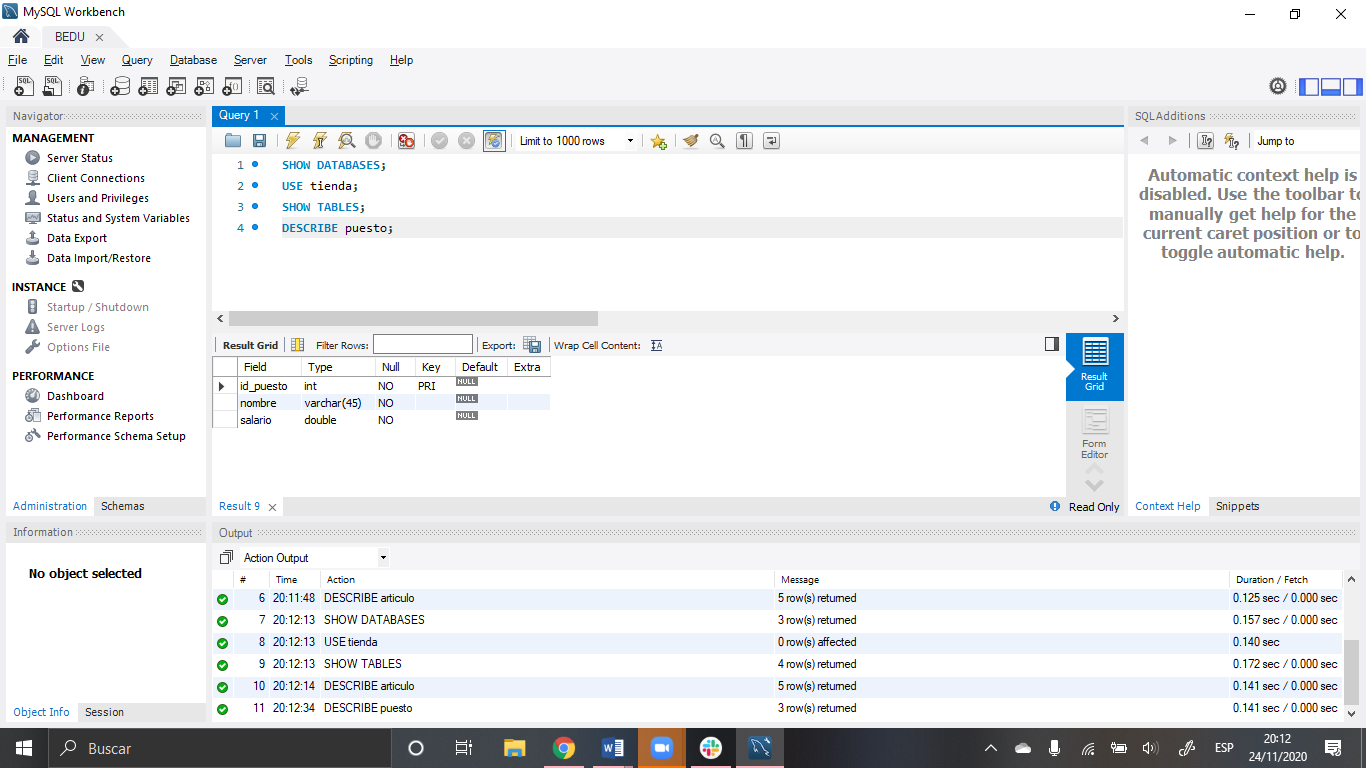 MySQL Workbench
BEDU
File Edit View Query Database Server Tools Scripting Help
Navigator
MANAGEMENT
Server Status
Client Connections
Users and Privileges
Status and System Variables
Data Export
Data Import/Restore
INSTANCE
Startup / Shutdown
Server Logs
Options File
PERFORMANCE
Dashboard
Performance Reports
Performance Schema Setup
Administration Schemas
Information
No object selected
Object Info Session
Query 1
Limit to 1000 rows
1 SHOW DATABASES;
2 USE tienda;
3 SHOW TABLES;
4 DESCRIBE puesto;
Result Grid Filter Rows: Export: Wrap Cell Content:
Field Type Null Key Default Extra
id_puesto int NO PRI NULL
nombre varchar(45) NO NULL
salario double NO NULL
Result Grid
Form Editor
Result 9 Read Only
SQLAdditions
Jump to
Automatic context help is
disabled. Use the toolbar to
manually get help for the
current caret position or to
toggle automatic help.
Context Help Snippets
Output
Action Output
# Time Action Message Duration / Fetch
6 20:11:48 DESCRIBE articulo 5 row(s) returned 0.125 sec / 0.000 sec
7 20:12:13 SHOW DATABASES 3 row(s) returned 0.157 sec / 0.000 sec
8 20:12:13 USE tienda 0 row(s) affected 0.140 sec
9 20:12:13 SHOW TABLES 4 row(s) returned 0.172 sec / 0.000 sec
10 20:12:14 DESCRIBE articulo 5 row(s) returned 0.141 sec / 0.000 sec
11 20:12:34 DESCRIBE puesto 3 row(s) returned 0.141 sec / 0.000 sec
Buscar
ESP
20:12
24/11/2020